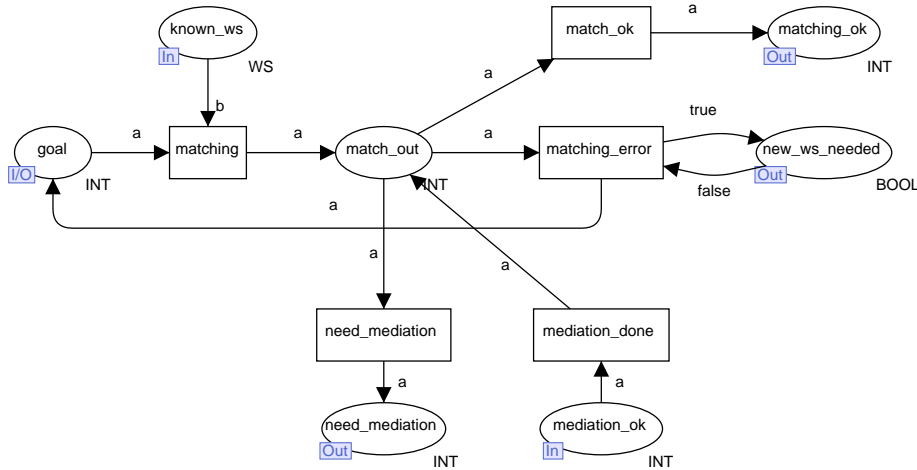 known_ws
In
WS
match_ok
a
matching_ok
Out
INT
a
b
goal
I/O
INT
a
matching
a
match_out
INT
a
matching_error
true
false
new_ws_needed
Out
BOOL
a
a
a
need_mediation
a
need_mediation
Out
INT
mediation_done
a
mediation_ok
In
INT